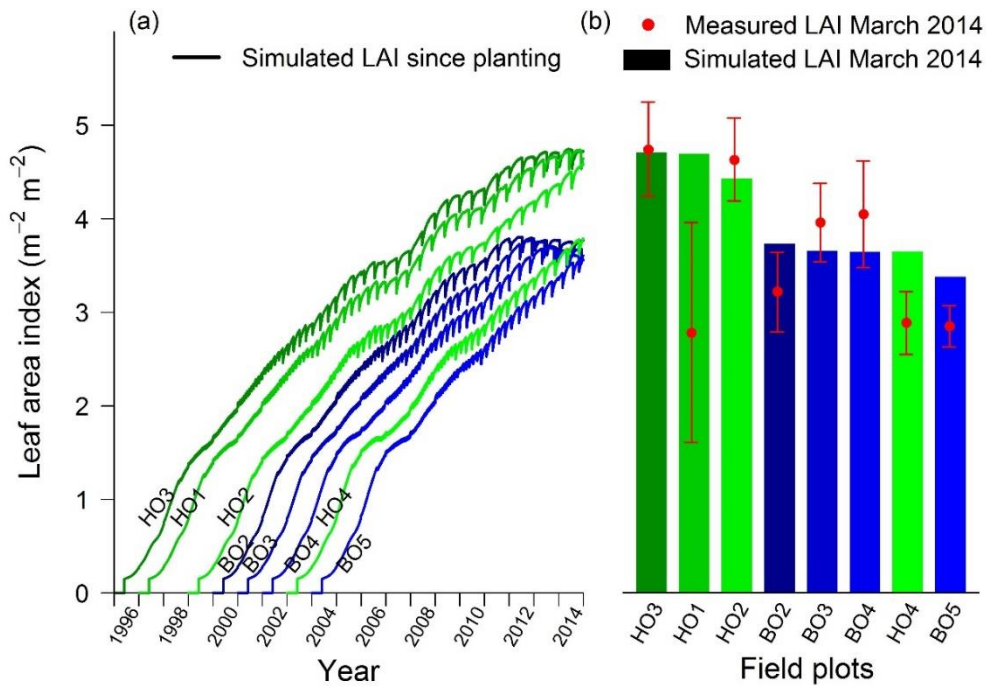 (a)
Simulated LAI since planting
Leaf area index (m⁻² m⁻²)
5
4
3
2
1
0
HO3
HO1
HO2
BO2
BO3
BO4
HO4
BO5
1996
1998
2000
2002
2004
2006
2008
2010
2012
2014
Year
(b)
Measured LAI March 2014
Simulated LAI March 2014
HO3
HO1
HO2
BO2
BO3
BO4
HO4
BO5
Field plots